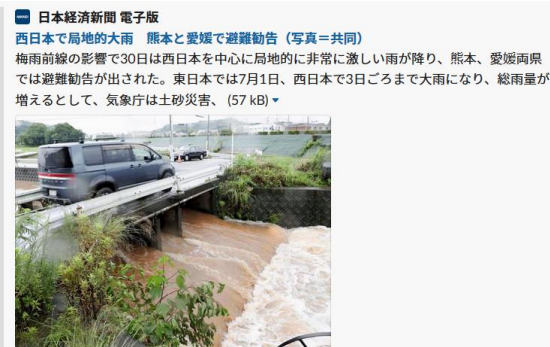 日本経済新聞 電子版
西日本で局地的大雨　熊本と愛媛で避難勧告（写真＝共同）
梅雨前線の影響で30日は西日本を中心に局地的に非常に激しい雨が降り、熊本、愛媛両県
では避難勧告が出された。東日本では7月1日、西日本で3日ごろまで大雨になり、総雨量が
増えるとして、気象庁は土砂災害、 (57 kB)